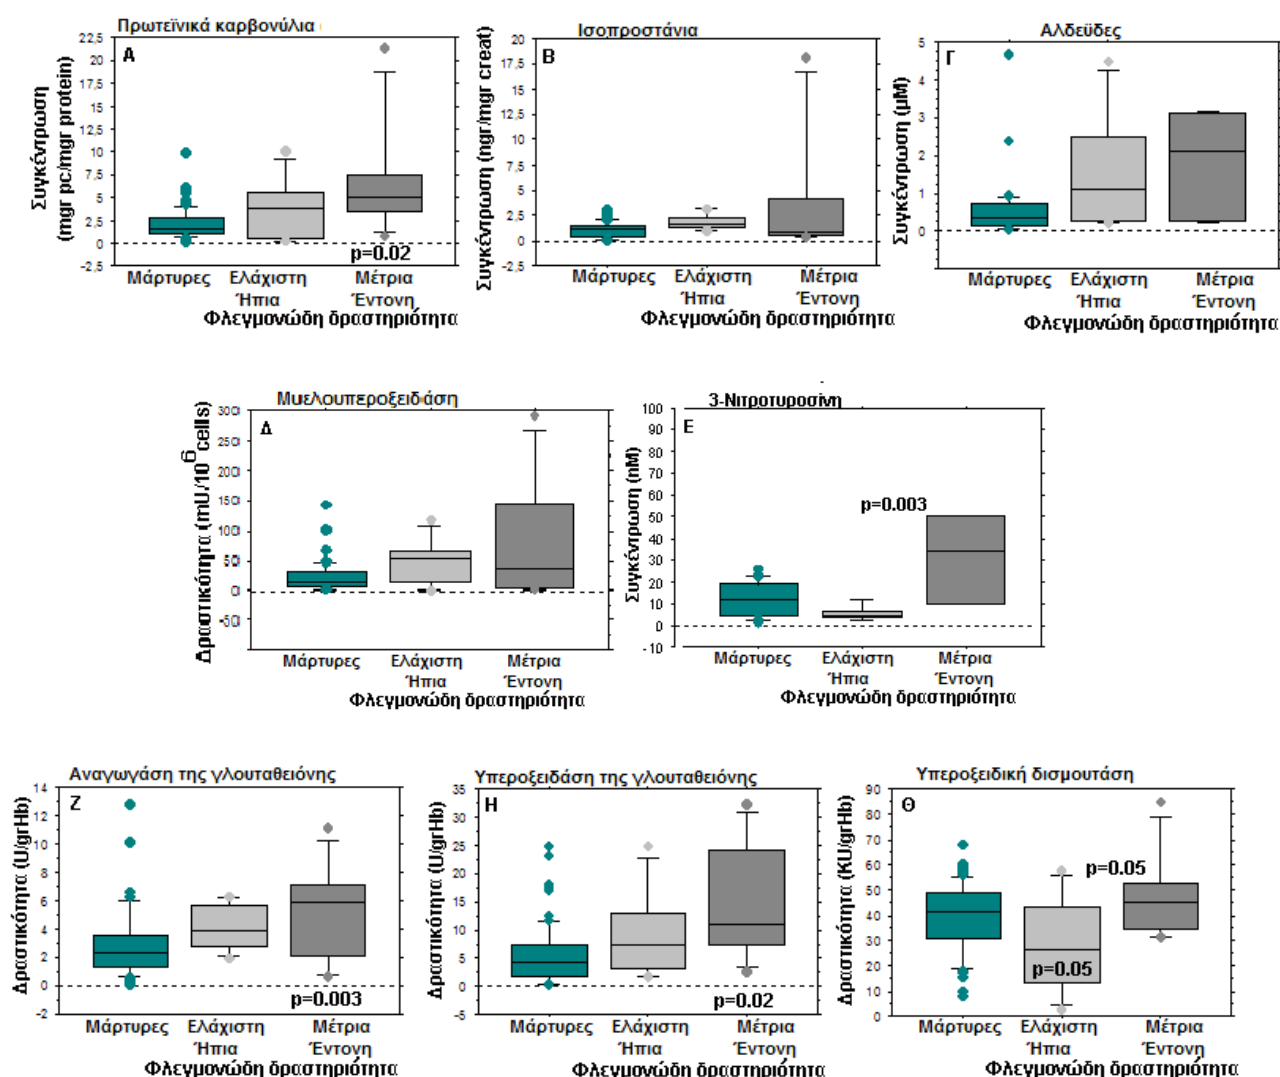 Πρωτεϊνικά καρβονύλια
A
Συγκέντρωση
(mgr pc/mgr protein)
22,5
20
17,5
15
12,5
10
7,5
5
2,5
0
-2,5
p=0.02
Μάρτυρες
Ελάχιστη
Ήπια
Μέτρια
Έντονη
Φλεγμονώδη δραστηριότητα
Ισοπροστάνια
B
Συγκέντρωση (ngr/mgr creat)
20
17,5
15
12,5
10
7,5
5
2,5
0
-2,5
Μάρτυρες
Ελάχιστη
Ήπια
Μέτρια
Έντονη
Φλεγμονώδη δραστηριότητα
Αλδεΰδες
Γ
Συγκέντρωση (μM)
5
4
3
2
1
0
-1
Μάρτυρες
Ελάχιστη
Ήπια
Μέτρια
Έντονη
Φλεγμονώδη δραστηριότητα
Μυελουπεροξειδάση
Δ
Δραστικότητα (mU/10⁶ cells)
300
250
200
150
100
50
0
-50
Μάρτυρες
Ελάχιστη
Ήπια
Μέτρια
Έντονη
Φλεγμονώδη δραστηριότητα
3-Νιτροτυροσίνη
E
Συγκέντρωση (nM)
100
90
80
70
60
50
40
30
20
10
0
-10
p=0.003
Μάρτυρες
Ελάχιστη
Ήπια
Μέτρια
Έντονη
Φλεγμονώδη δραστηριότητα
Αναγωγάση της γλουταθειόνης
Z
Δραστικότητα (U/grHb)
14
12
10
8
6
4
2
0
-2
p=0.003
Μάρτυρες
Ελάχιστη
Ήπια
Μέτρια
Έντονη
Φλεγμονώδη δραστηριότητα
Υπεροξειδάση της γλουταθειόνης
H
Δραστικότητα (U/grHb)
35
30
25
20
15
10
5
0
-5
p=0.02
Μάρτυρες
Ελάχιστη
Ήπια
Μέτρια
Έντονη
Φλεγμονώδη δραστηριότητα
Υπεροξειδική δισμουτάση
Θ
Δραστικότητα (KU/grHb)
90
80
70
60
50
40
30
20
10
0
p=0.05
p=0.05
Μάρτυρες
Ελάχιστη
Ήπια
Μέτρια
Έντονη
Φλεγμονώδη δραστηριότητα